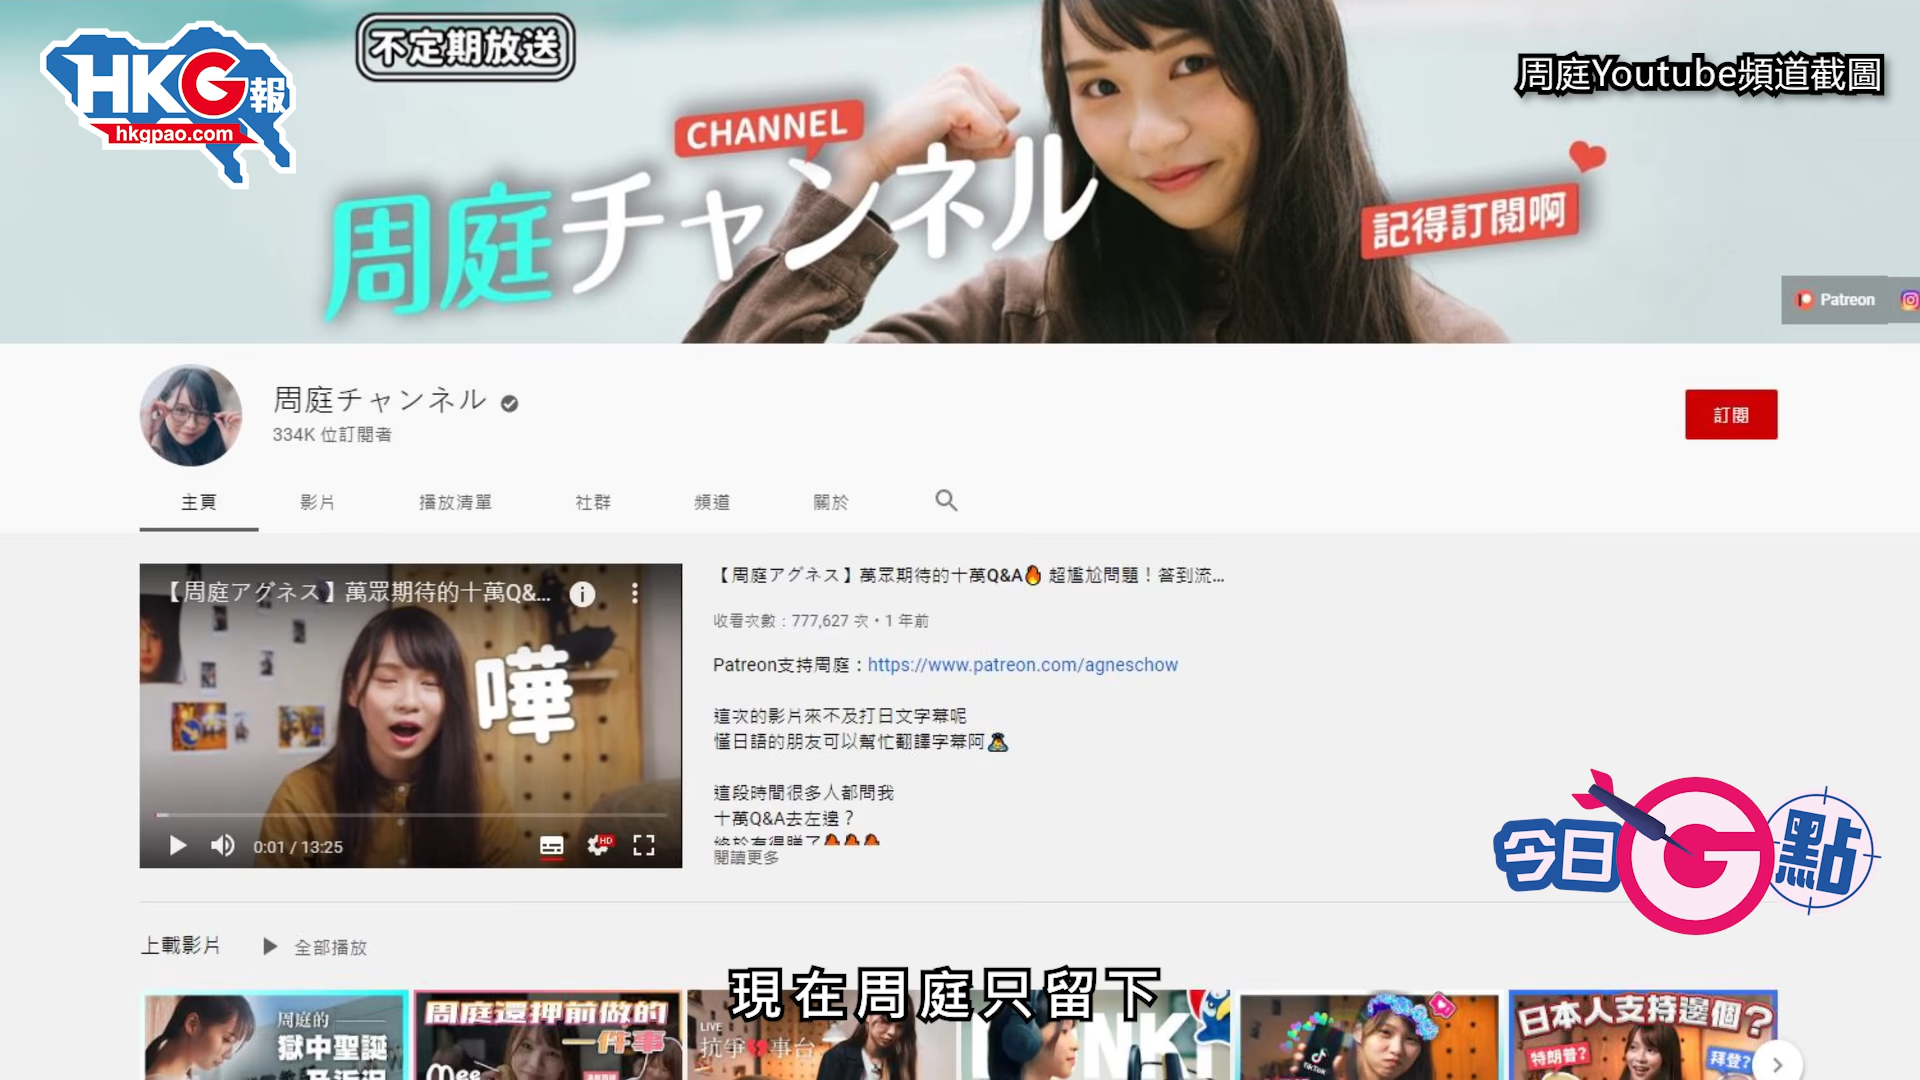 HKG報
hkgpao.com
不定期放送
周庭Youtube頻道截圖
CHANNEL
周庭チャンネル
記得訂閱啊
Patreon
周庭チャンネル
334K 位訂閱者
訂閱
主頁
影片
播放清單
社群
頻道
關於
【周庭アグネス】萬眾期待的十萬Q&...
嘩
0:01 / 13:25
HD
【周庭アグネス】萬眾期待的十萬Q&A🔥 超尷尬問題！答到流...
收看次數：777,627 次・1 年前
Patreon支持周庭：https://www.patreon.com/agneschow
這次的影片來不及打日文字幕呢
懂日語的朋友可以幫忙翻譯字幕阿
這段時間很多人都問我
十萬Q&A去左邊？
終於有得睇了🔥🔥🔥
閱讀更多
今日G點
上載影片
全部播放
現在周庭只留下
周庭的
獄中聖誕
周庭還押前做的
一件事
Mee
LIVE
抗爭💔事台
TikTok
日本人支持邊個？
特朗普？
拜登？